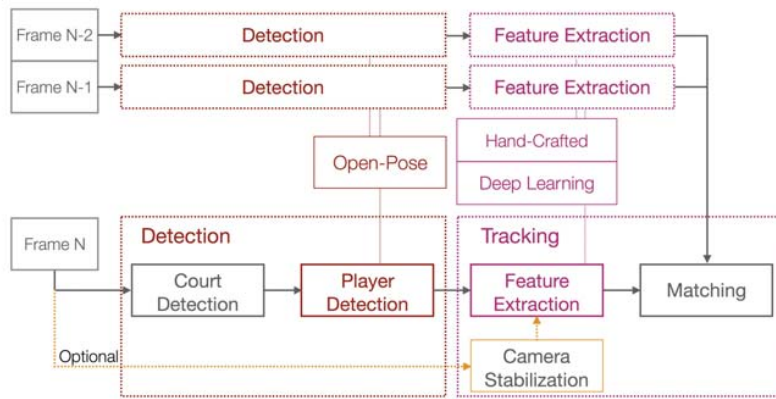 Frame N-2
Detection
Feature Extraction
Frame N-1
Detection
Feature Extraction
Open-Pose
Hand-Crafted
Deep Learning
Frame N
Detection
Tracking
Court
Detection
Player
Detection
Feature
Extraction
Matching
Optional
Camera
Stabilization